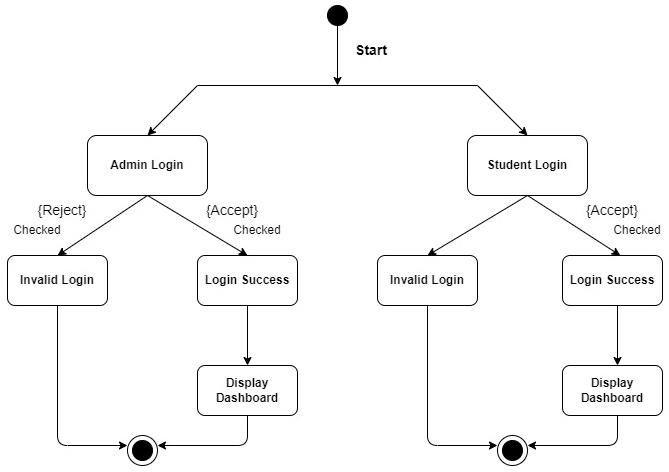 Start
Admin Login
Student Login
{Reject}
Checked
{Accept}
Checked
{Accept}
Checked
Invalid Login
Login Success
Invalid Login
Login Success
Display
Dashboard
Display
Dashboard